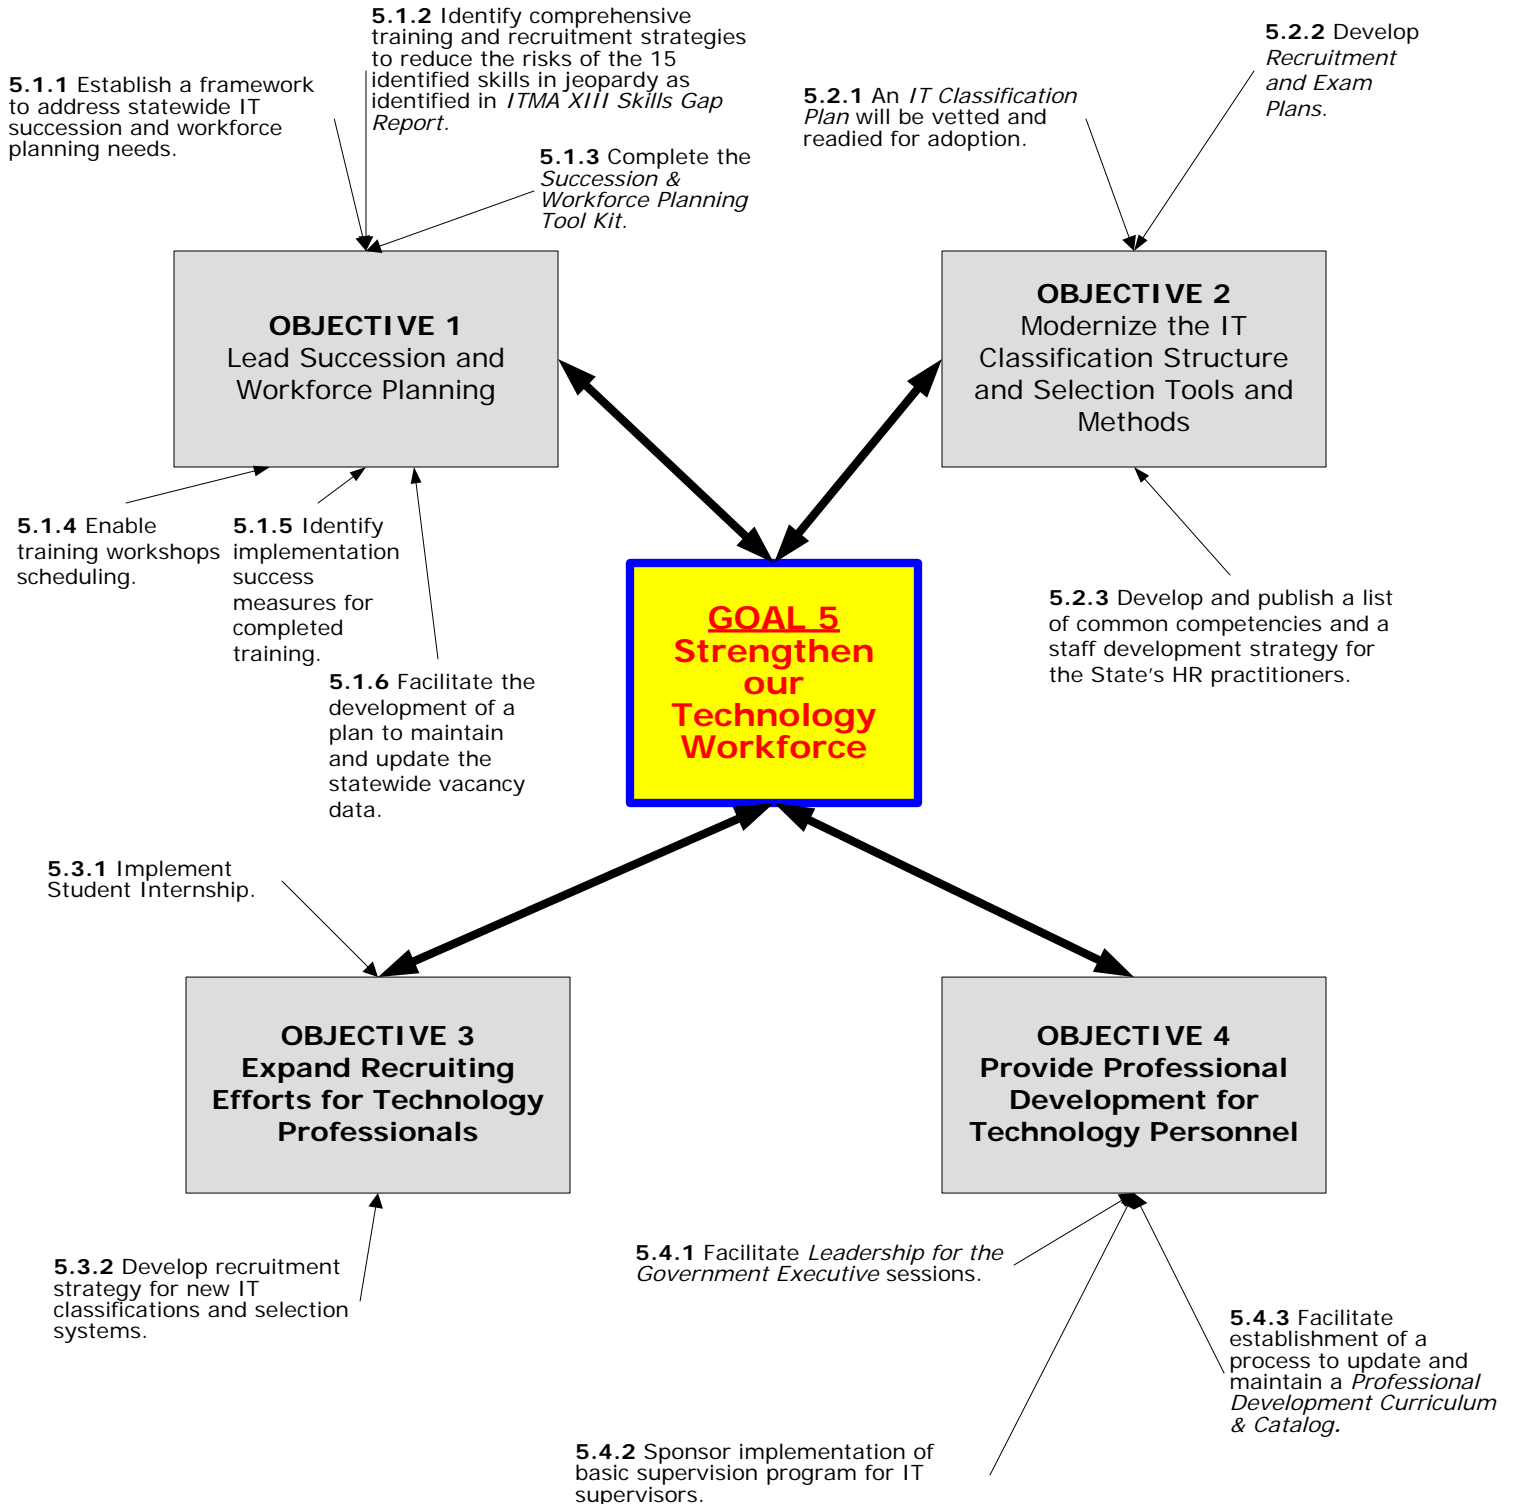 5.1.1 Establish a framework
to address statewide IT
succession and workforce
planning needs.
5.1.2 Identify comprehensive
training and recruitment strategies
to reduce the risks of the 15
identified skills in jeopardy as
identified in ITMA XIII Skills Gap
Report.
5.1.3 Complete the
Succession &
Workforce Planning
Tool Kit.
5.2.1 An IT Classification
Plan will be vetted and
readied for adoption.
5.2.2 Develop
Recruitment
and Exam
Plans.
OBJECTIVE 1
Lead Succession and
Workforce Planning
OBJECTIVE 2
Modernize the IT
Classification Structure
and Selection Tools and
Methods
5.1.4 Enable
training workshops
scheduling.
5.1.5 Identify
implementation
success
measures for
completed
training.
5.1.6 Facilitate the
development of a
plan to maintain
and update the
statewide vacancy
data.
GOAL 5
Strengthen
our
Technology
Workforce
5.2.3 Develop and publish a list
of common competencies and a
staff development strategy for
the State’s HR practitioners.
5.3.1 Implement
Student Internship.
OBJECTIVE 3
Expand Recruiting
Efforts for Technology
Professionals
OBJECTIVE 4
Provide Professional
Development for
Technology Personnel
5.3.2 Develop recruitment
strategy for new IT
classifications and selection
systems.
5.4.1 Facilitate Leadership for the
Government Executive sessions.
5.4.3 Facilitate
establishment of a
process to update and
maintain a Professional
Development Curriculum
& Catalog.
5.4.2 Sponsor implementation of
basic supervision program for IT
supervisors.